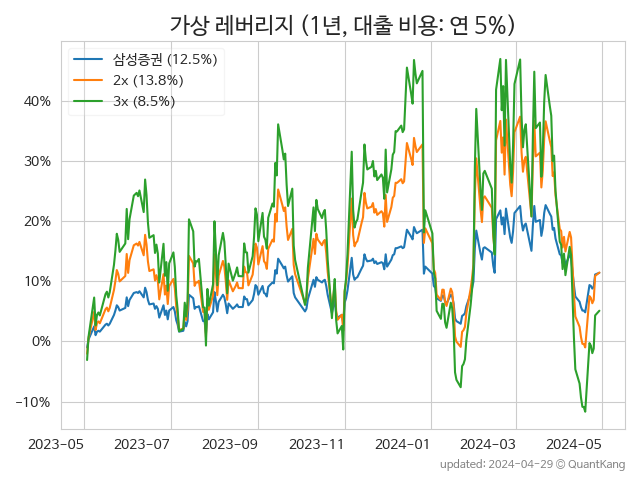 가상 레버리지 (1년, 대출 비용: 연 5%)
삼성증권 (12.5%)
2x (13.8%)
3x (8.5%)
40%
30%
20%
10%
0%
−10%
2023-05 2023-07 2023-09 2023-11 2024-01 2024-03 2024-05
updated: 2024-04-29 © QuantKang